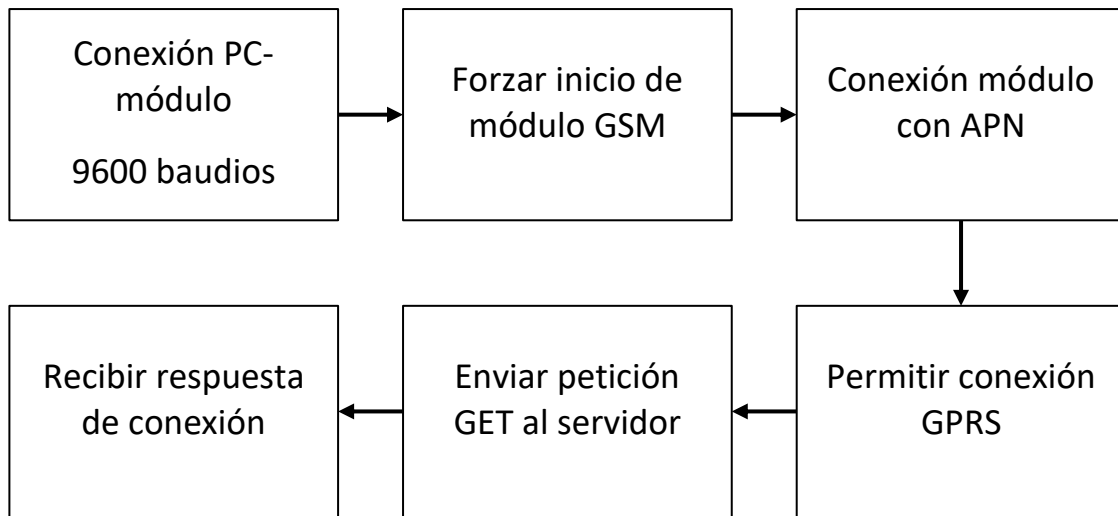 Conexión PC-
módulo
9600 baudios
Forzar inicio de
módulo GSM
Conexión módulo
con APN
Permitir conexión
GPRS
Enviar petición
GET al servidor
Recibir respuesta
de conexión